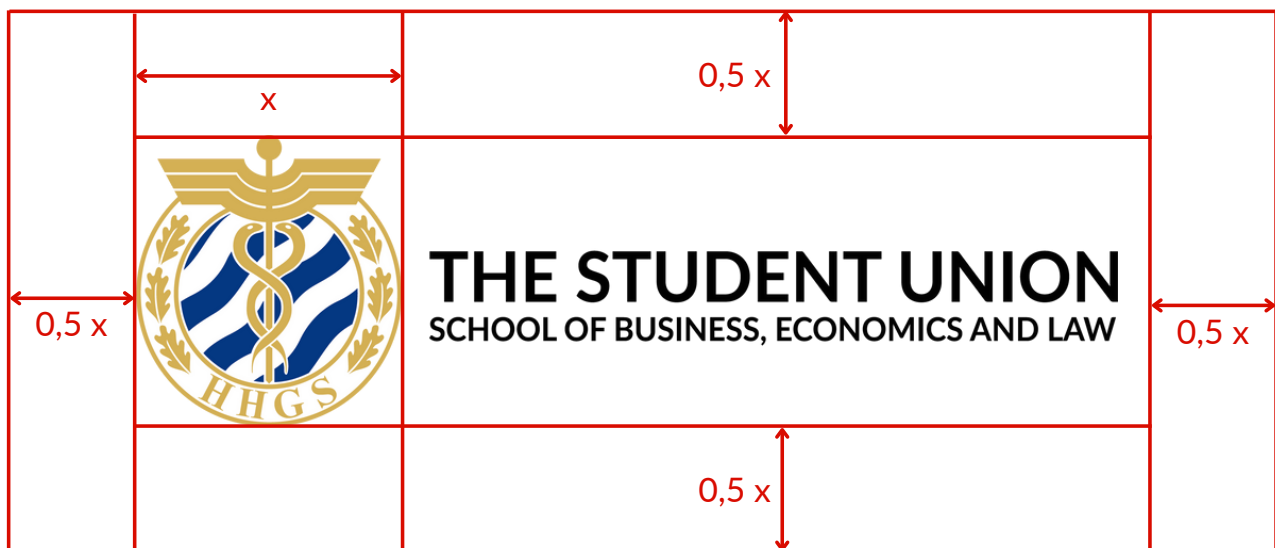 0,5 x
x
THE STUDENT UNION
SCHOOL OF BUSINESS, ECONOMICS AND LAW
0,5 x
0,5 x
HHGS
0,5 x